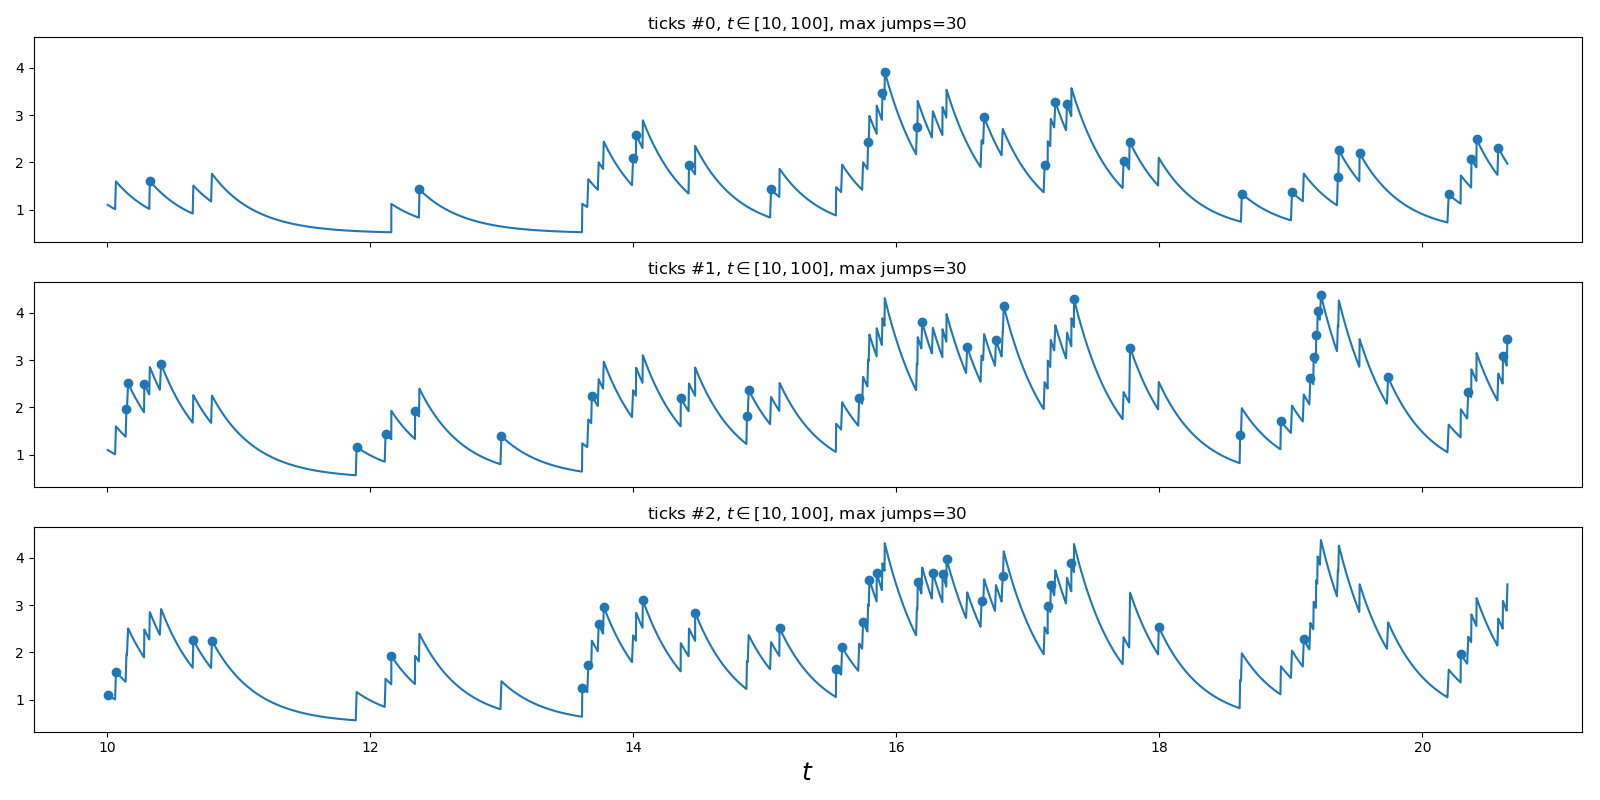 ticks #0, t ∈ [10, 100], max jumps=30
4
3
2
1
ticks #1, t ∈ [10, 100], max jumps=30
4
3
2
1
ticks #2, t ∈ [10, 100], max jumps=30
4
3
2
1
10 12 14 16 18 20
t